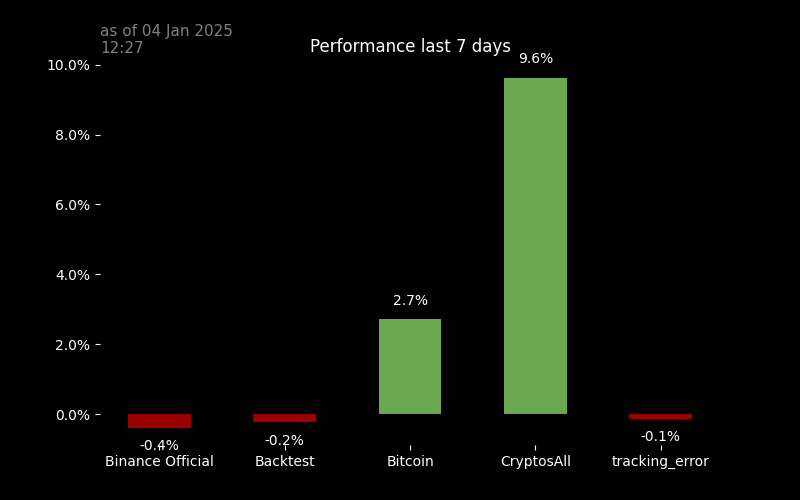 as of 04 Jan 2025
12:27
Performance last 7 days
10.0%
8.0%
6.0%
4.0%
2.0%
0.0%
9.6%
2.7%
-0.4%
-0.2%
-0.1%
Binance Official
Backtest
Bitcoin
CryptosAll
tracking_error